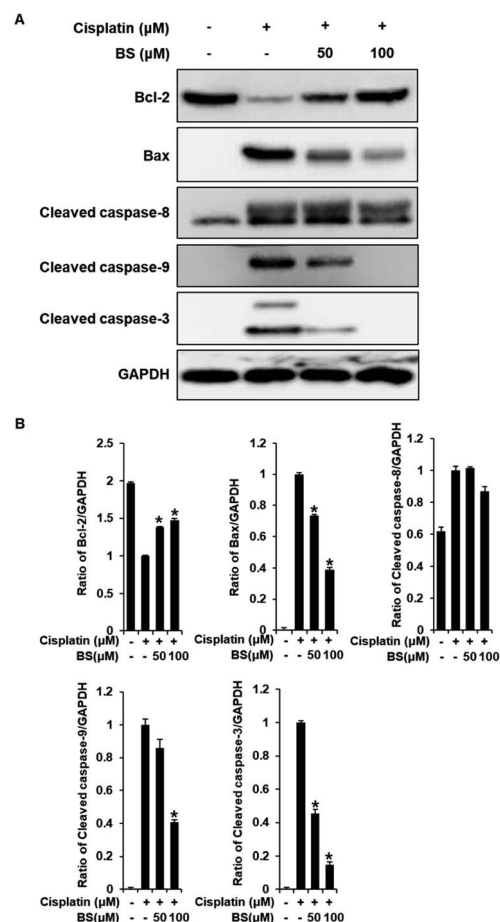 A
Cisplatin (μM) - + + +
BS (μM) - - 50 100
Bcl-2
Bax
Cleaved caspase-8
Cleaved caspase-9
Cleaved caspase-3
GAPDH
B
Ratio of Bcl-2/GAPDH
2.5
2
1.5
1
0.5
0
* *
Cisplatin (μM) - + + +
BS(μM) - - 50 100
Ratio of Bax/GAPDH
1.2
1
0.8
0.6
0.4
0.2
0
* *
Cisplatin (μM) - + + +
BS(μM) - - 50 100
Ratio of Cleaved caspase-8/GAPDH
1.2
1
0.8
0.6
0.4
0.2
0
Cisplatin (μM) - + + +
BS(μM) - - 50 100
Ratio of Cleaved caspase-9/GAPDH
1.2
1
0.8
0.6
0.4
0.2
0
*
Cisplatin (μM) - + + +
BS(μM) - - 50 100
Ratio of Cleaved caspase-3/GAPDH
1.2
1
0.8
0.6
0.4
0.2
0
* *
Cisplatin (μM) - + + +
BS(μM) - - 50 100